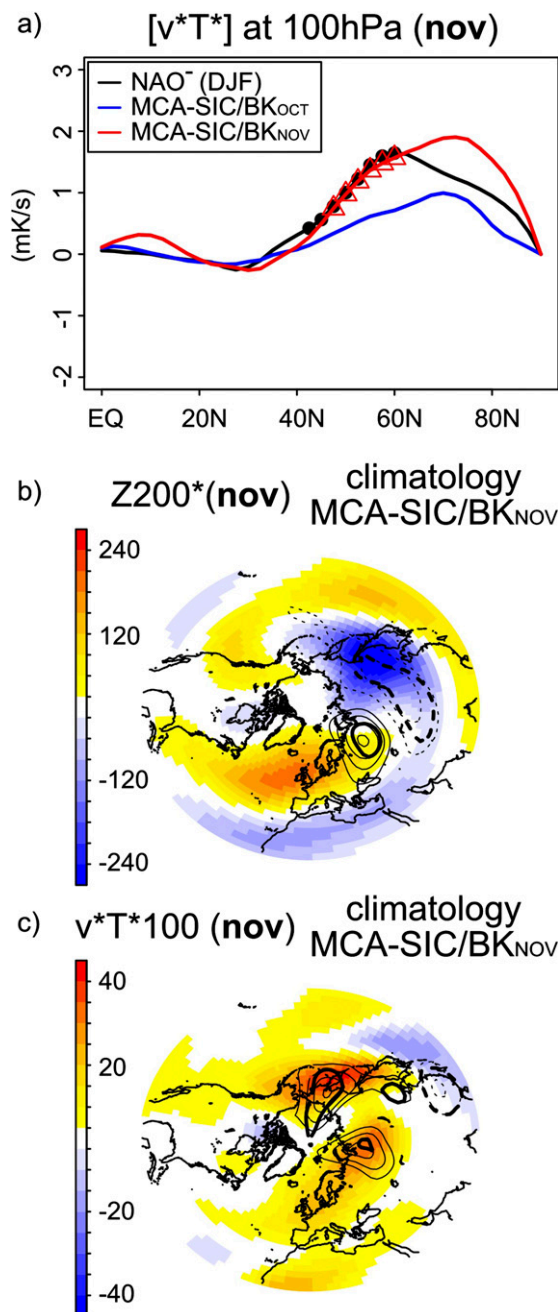 a) [v*T*] at 100hPa (nov)
NAO⁻ (DJF)
MCA-SIC/BKOCT
MCA-SIC/BKNOV
(mK/s)
3
2
1
0
-1
-2
EQ 20N 40N 60N 80N
b) Z200*(nov) climatology
MCA-SIC/BKNOV
240
120
-120
-240
c) v*T*100 (nov) climatology
MCA-SIC/BKNOV
40
20
-20
-40